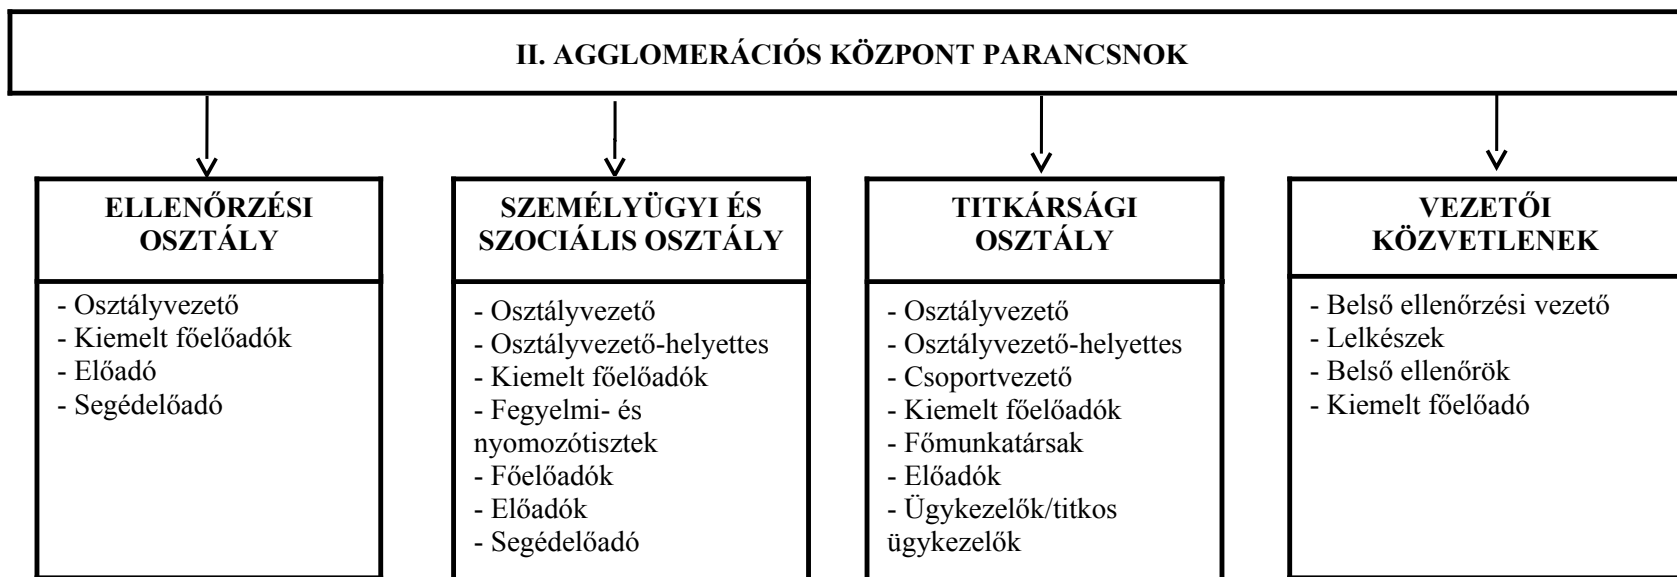 II. AGGLOMERÁCIÓS KÖZPONT PARANCSNOK
ELLENŐRZÉSI
OSZTÁLY
- Osztályvezető
- Kiemelt főelőadók
- Előadó
- Segédelőadó
SZEMÉLYÜGYI ÉS
SZOCIÁLIS OSZTÁLY
- Osztályvezető
- Osztályvezető-helyettes
- Kiemelt főelőadók
- Fegyelmi- és
nyomozótisztek
- Főelőadók
- Előadók
- Segédelőadó
TITKÁRSÁGI
OSZTÁLY
- Osztályvezető
- Osztályvezető-helyettes
- Csoportvezető
- Kiemelt főelőadók
- Főmunkatársak
- Előadók
- Ügykezelők/titkos
ügykezelők
VEZETŐI
KÖZVETLENEK
- Belső ellenőrzési vezető
- Lelkészek
- Belső ellenőrök
- Kiemelt főelőadó